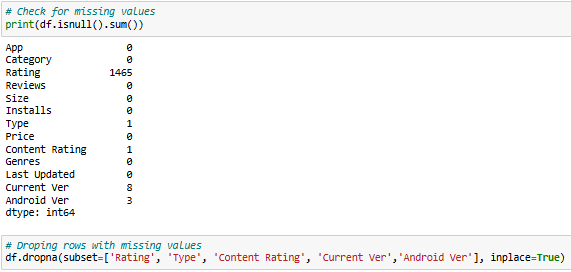 # Check for missing values
print(df.isnull().sum())
App 0
Category 0
Rating 1465
Reviews 0
Size 0
Installs 0
Type 1
Price 0
Content Rating 1
Genres 0
Last Updated 0
Current Ver 8
Android Ver 3
dtype: int64
# Droping rows with missing values
df.dropna(subset=['Rating', 'Type', 'Content Rating', 'Current Ver','Android Ver'], inplace=True)